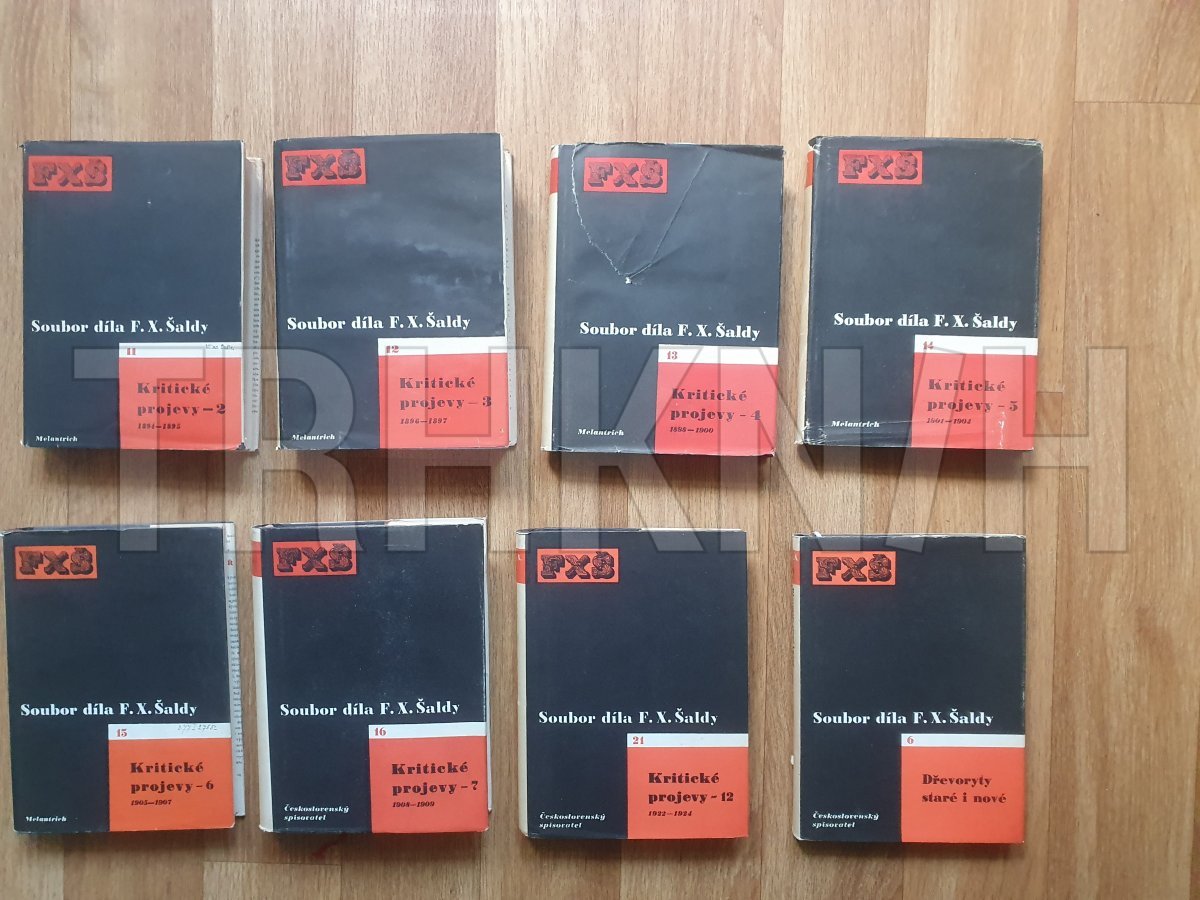 FXŠ
Soubor díla F. X. Šaldy
11
Kritické
projevy—2
1894—1895
Melantrich
FXŠ
Soubor díla F. X. Šaldy
12
Kritické
projevy—3
1896—1897
Melantrich
FXŠ
Soubor díla F. X. Šaldy
13
Kritické
projevy-4
1898—1900
Melantrich
FXŠ
Soubor díla F. X. Šaldy
14
Kritické
projevy—5
1901—1904
Melantrich
TRHKNIH
FXŠ
Soubor díla F. X. Šaldy
15
Kritické
projevy-6
1905—1907
Melantrich
FXŠ
Soubor díla F. X. Šaldy
16
Kritické
projevy-7
1908—1909
Československý
spisovatel
FXŠ
Soubor díla F. X. Šaldy
21
Kritické
projevy-12
1922—1924
Československý
spisovatel
FXŠ
Soubor díla F. X. Šaldy
6
Dřevoryty
staré i nové
Československý
spisovatel